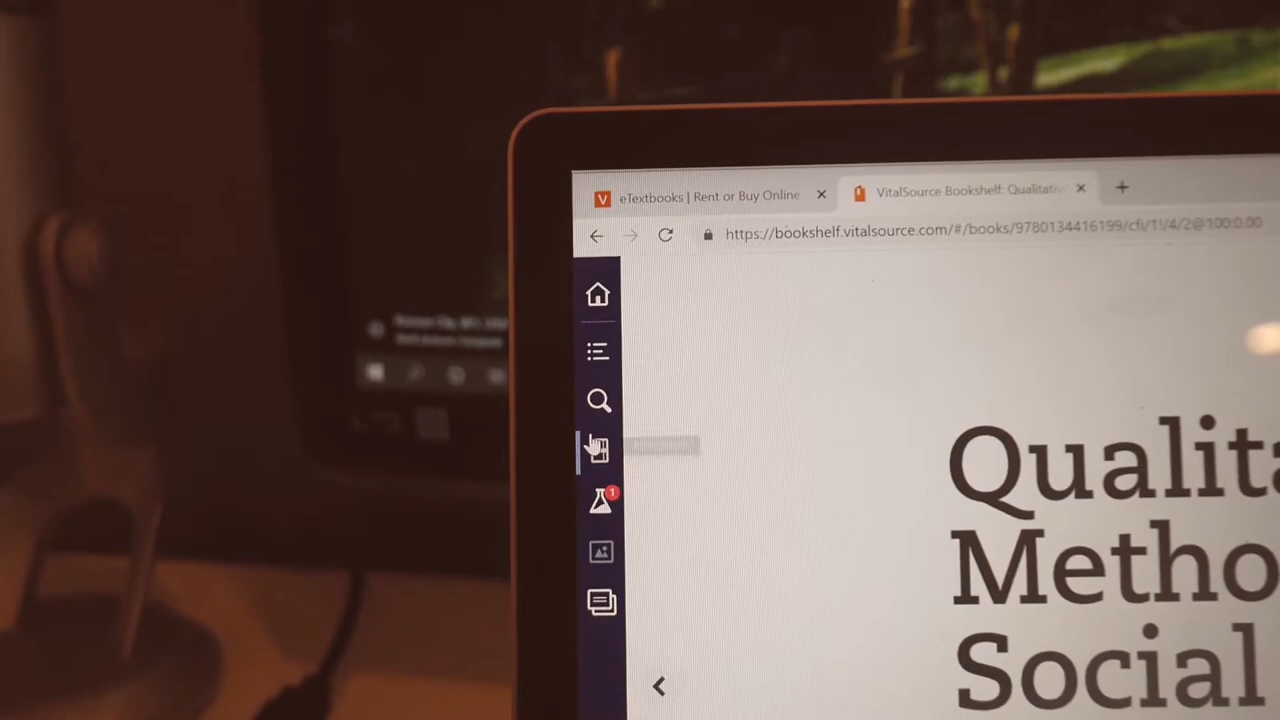 V eTextbooks | Rent or Buy Online
VitalSource Bookshelf: Qualitativ
https://bookshelf.vitalsource.com/#/books/9780134416199/cfi/1!/4/2@100:0.00
1
Qualita
Metho
Social